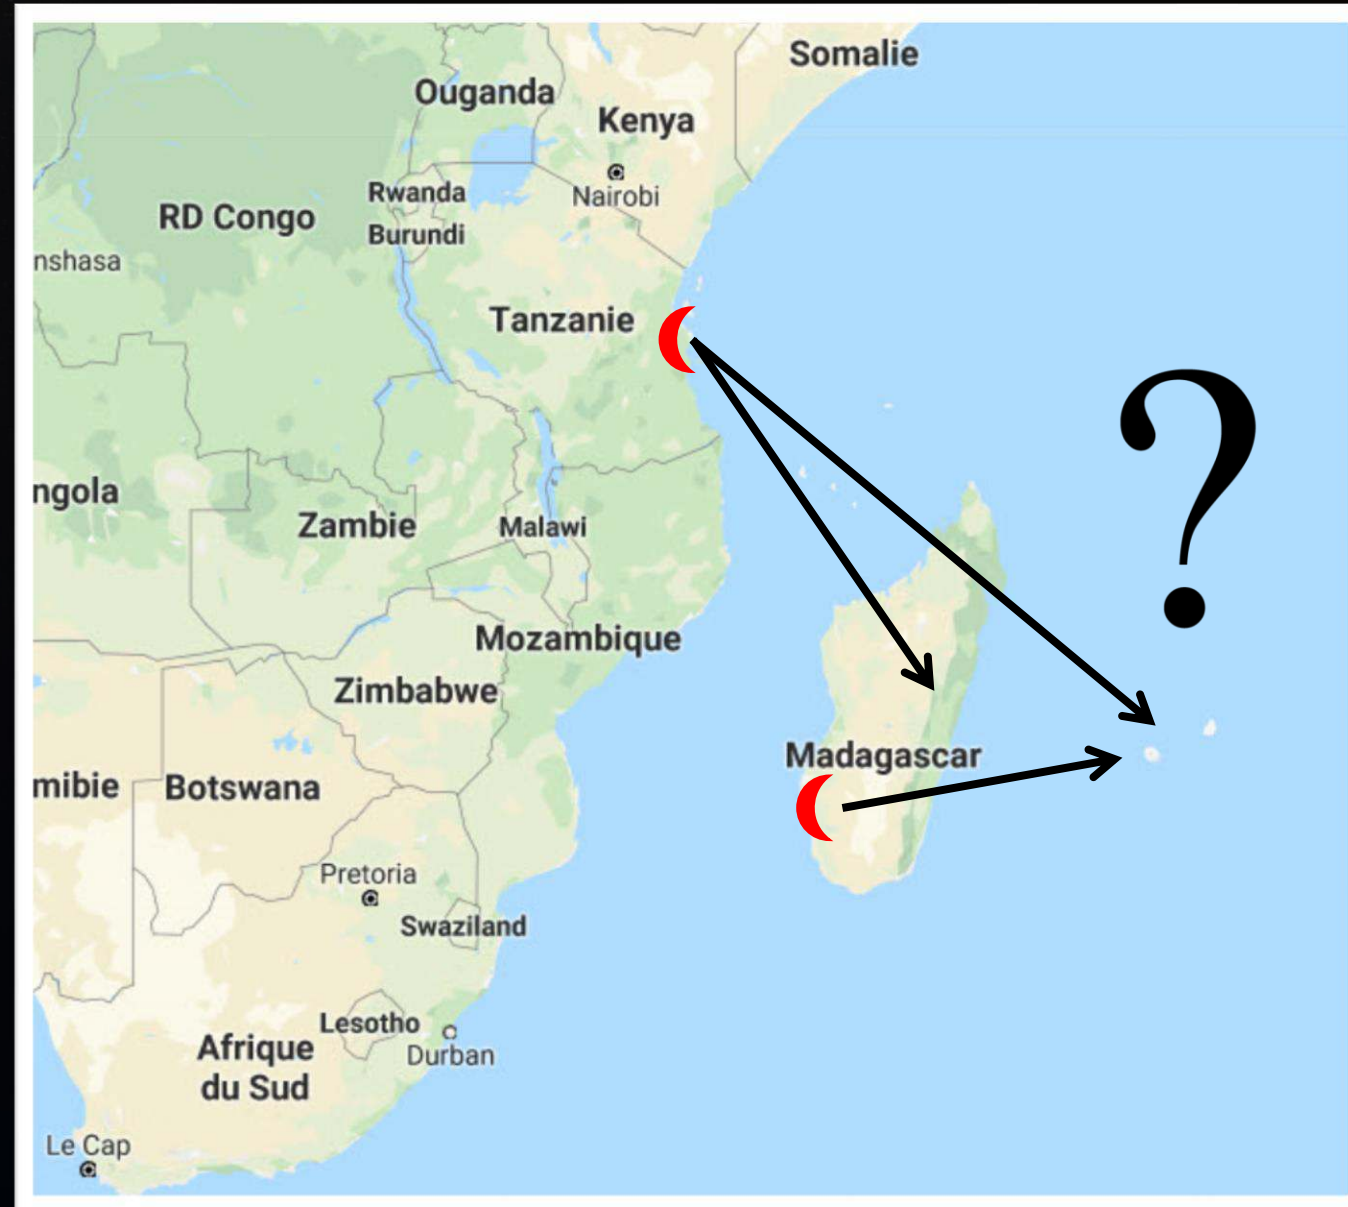 Somalie
Ouganda
Kenya
Nairobi
Rwanda
RD Congo
Burundi
nshasa
Tanzanie
?
ngola
Zambie
Malawi
Mozambique
Zimbabwe
Madagascar
mibie
Botswana
Pretoria
Swaziland
Lesotho
Afrique
du Sud
Durban
Le Cap